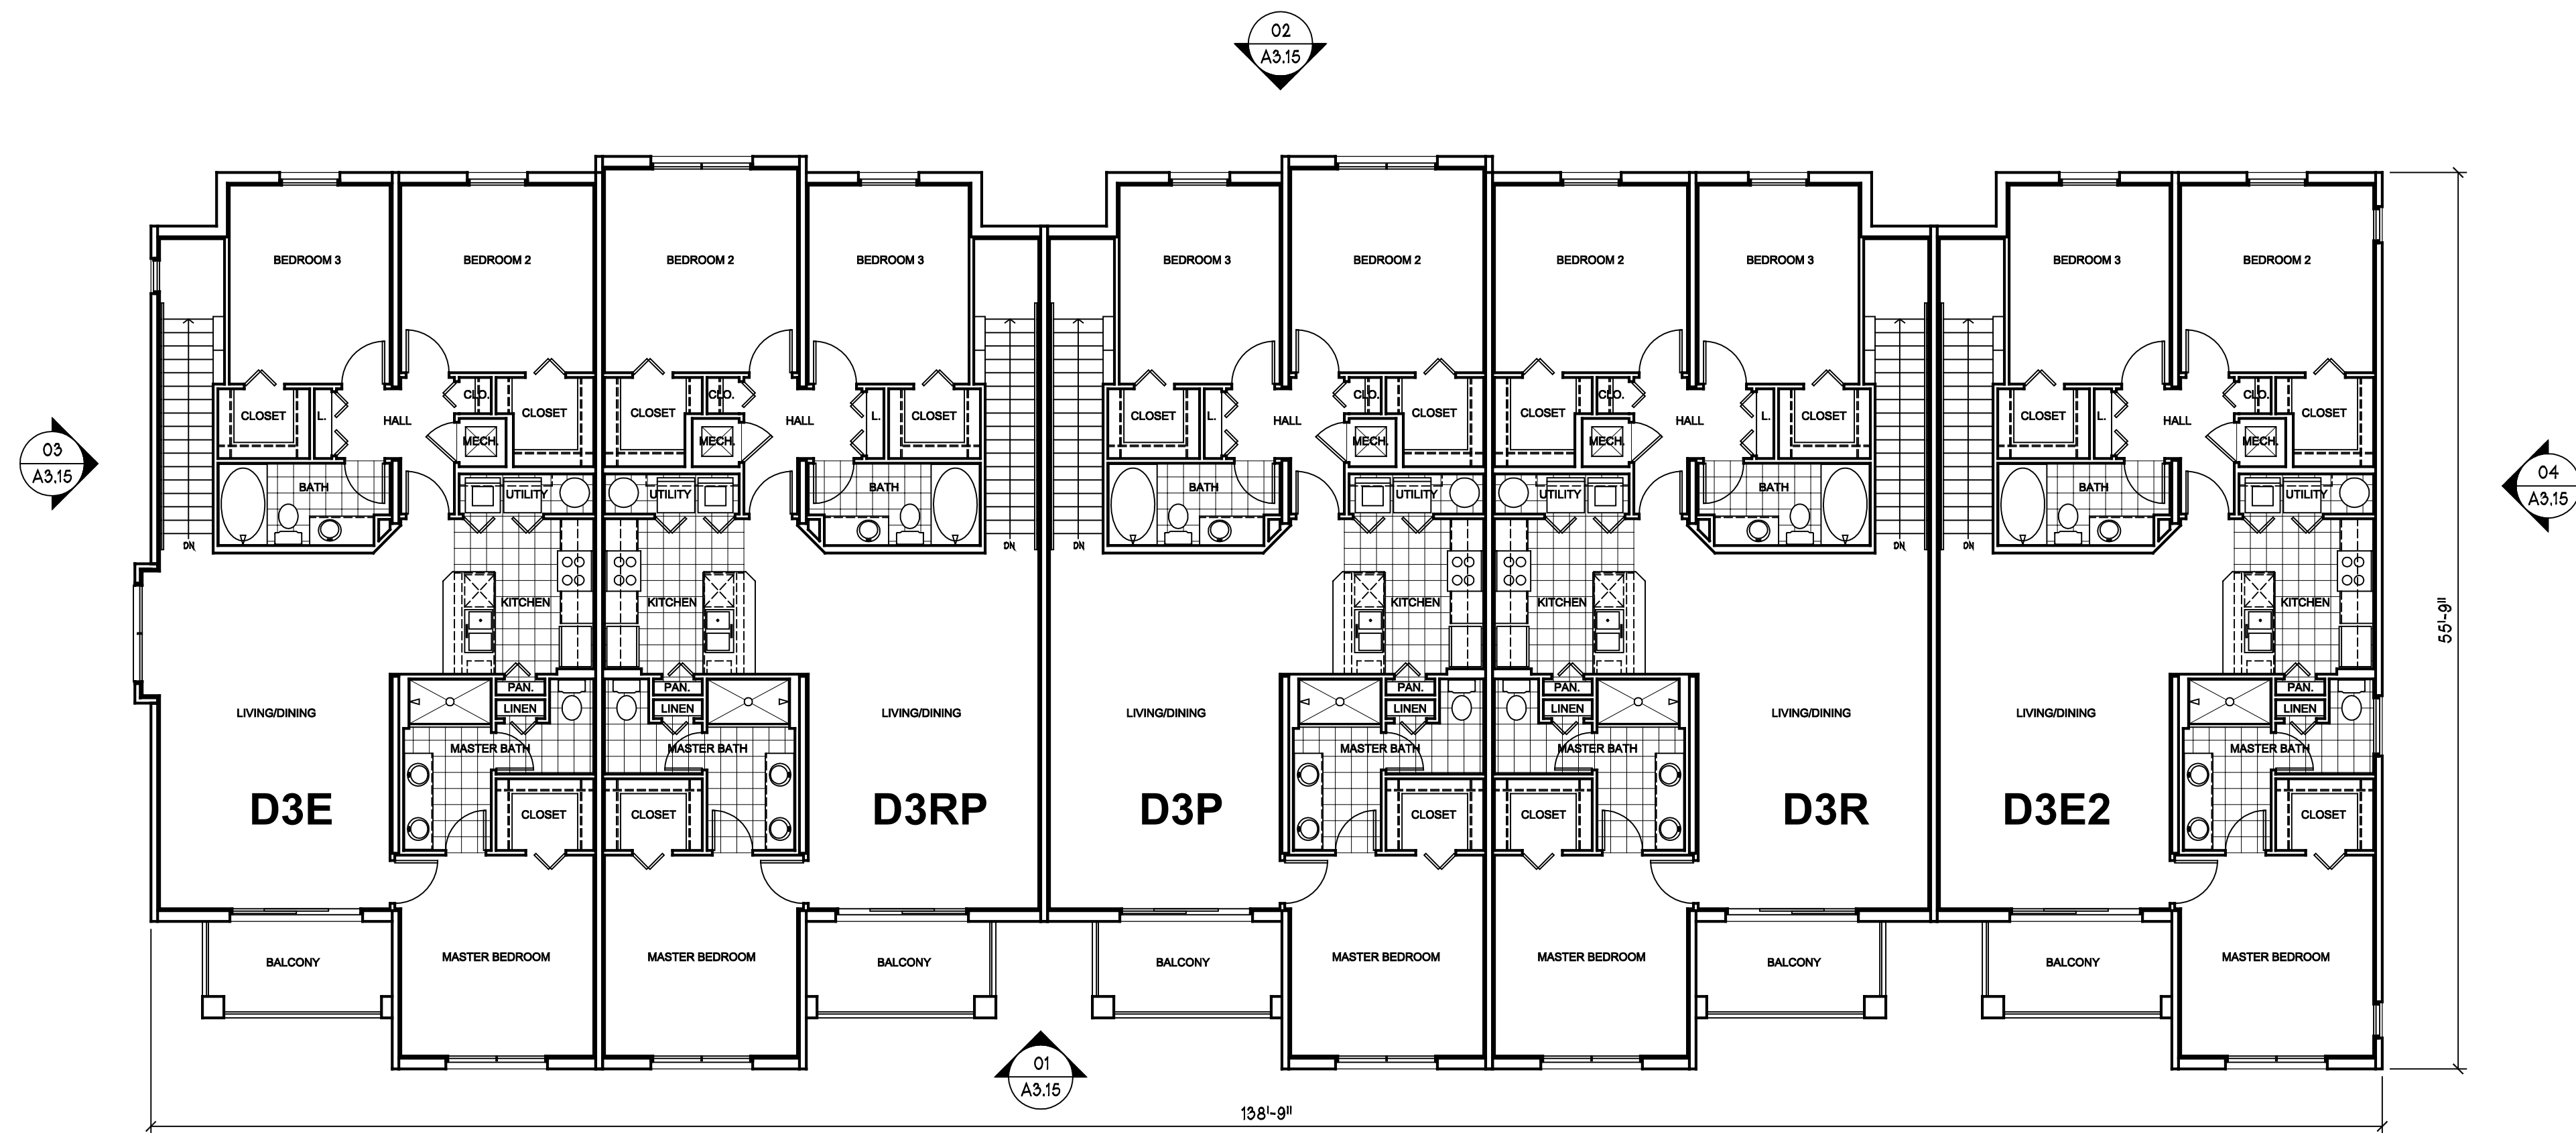 02
A3.15
BEDROOM 3
BEDROOM 2
BEDROOM 2
BEDROOM 3
BEDROOM 3
BEDROOM 2
BEDROOM 2
BEDROOM 3
BEDROOM 3
BEDROOM 2
CLOSET
L.
HALL
CLO.
CLOSET
CLOSET
CLO.
HALL
L.
CLOSET
CLOSET
L.
HALL
CLO.
CLOSET
CLOSET
CLO.
HALL
L.
CLOSET
CLOSET
L.
HALL
CLO.
CLOSET
MECH.
MECH.
MECH.
MECH.
MECH.
03
A3.15
04
A3.15
BATH
UTILITY
UTILITY
BATH
BATH
UTILITY
UTILITY
BATH
BATH
UTILITY
DN
DN
DN
DN
DN
KITCHEN
KITCHEN
KITCHEN
KITCHEN
KITCHEN
55'-9"
PAN.
PAN.
PAN.
PAN.
PAN.
LINEN
LINEN
LINEN
LINEN
LINEN
LIVING/DINING
LIVING/DINING
LIVING/DINING
LIVING/DINING
LIVING/DINING
MASTER BATH
MASTER BATH
MASTER BATH
MASTER BATH
MASTER BATH
D3E
D3RP
D3P
D3R
D3E2
CLOSET
CLOSET
CLOSET
CLOSET
CLOSET
BALCONY
MASTER BEDROOM
MASTER BEDROOM
BALCONY
BALCONY
MASTER BEDROOM
MASTER BEDROOM
BALCONY
BALCONY
MASTER BEDROOM
01
A3.15
138'-9"